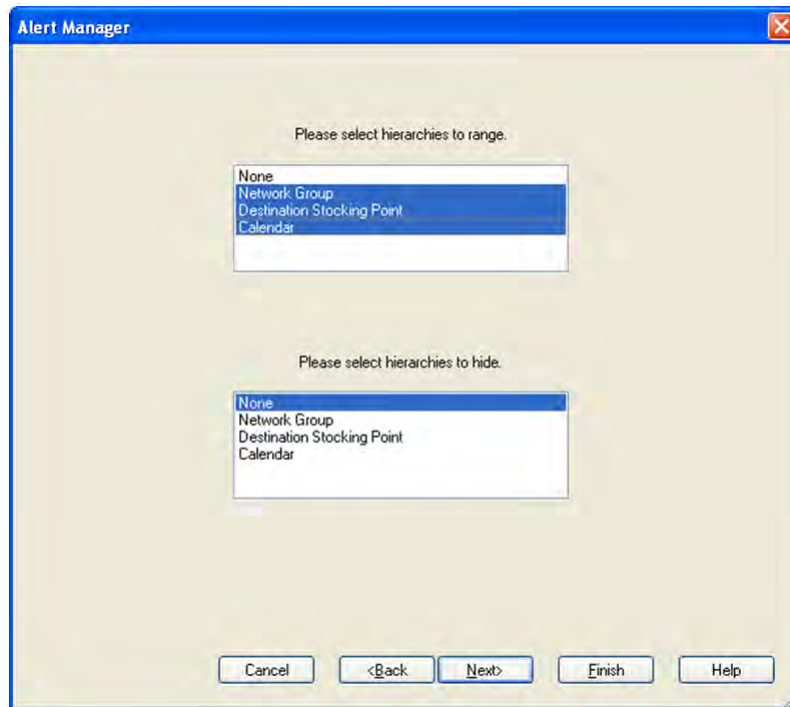 Alert Manager
Please select hierarchies to range.
None
Network Group
Destination Stocking Point
Calendar
Please select hierarchies to hide.
None
Network Group
Destination Stocking Point
Calendar
Cancel <Back Next> Finish Help